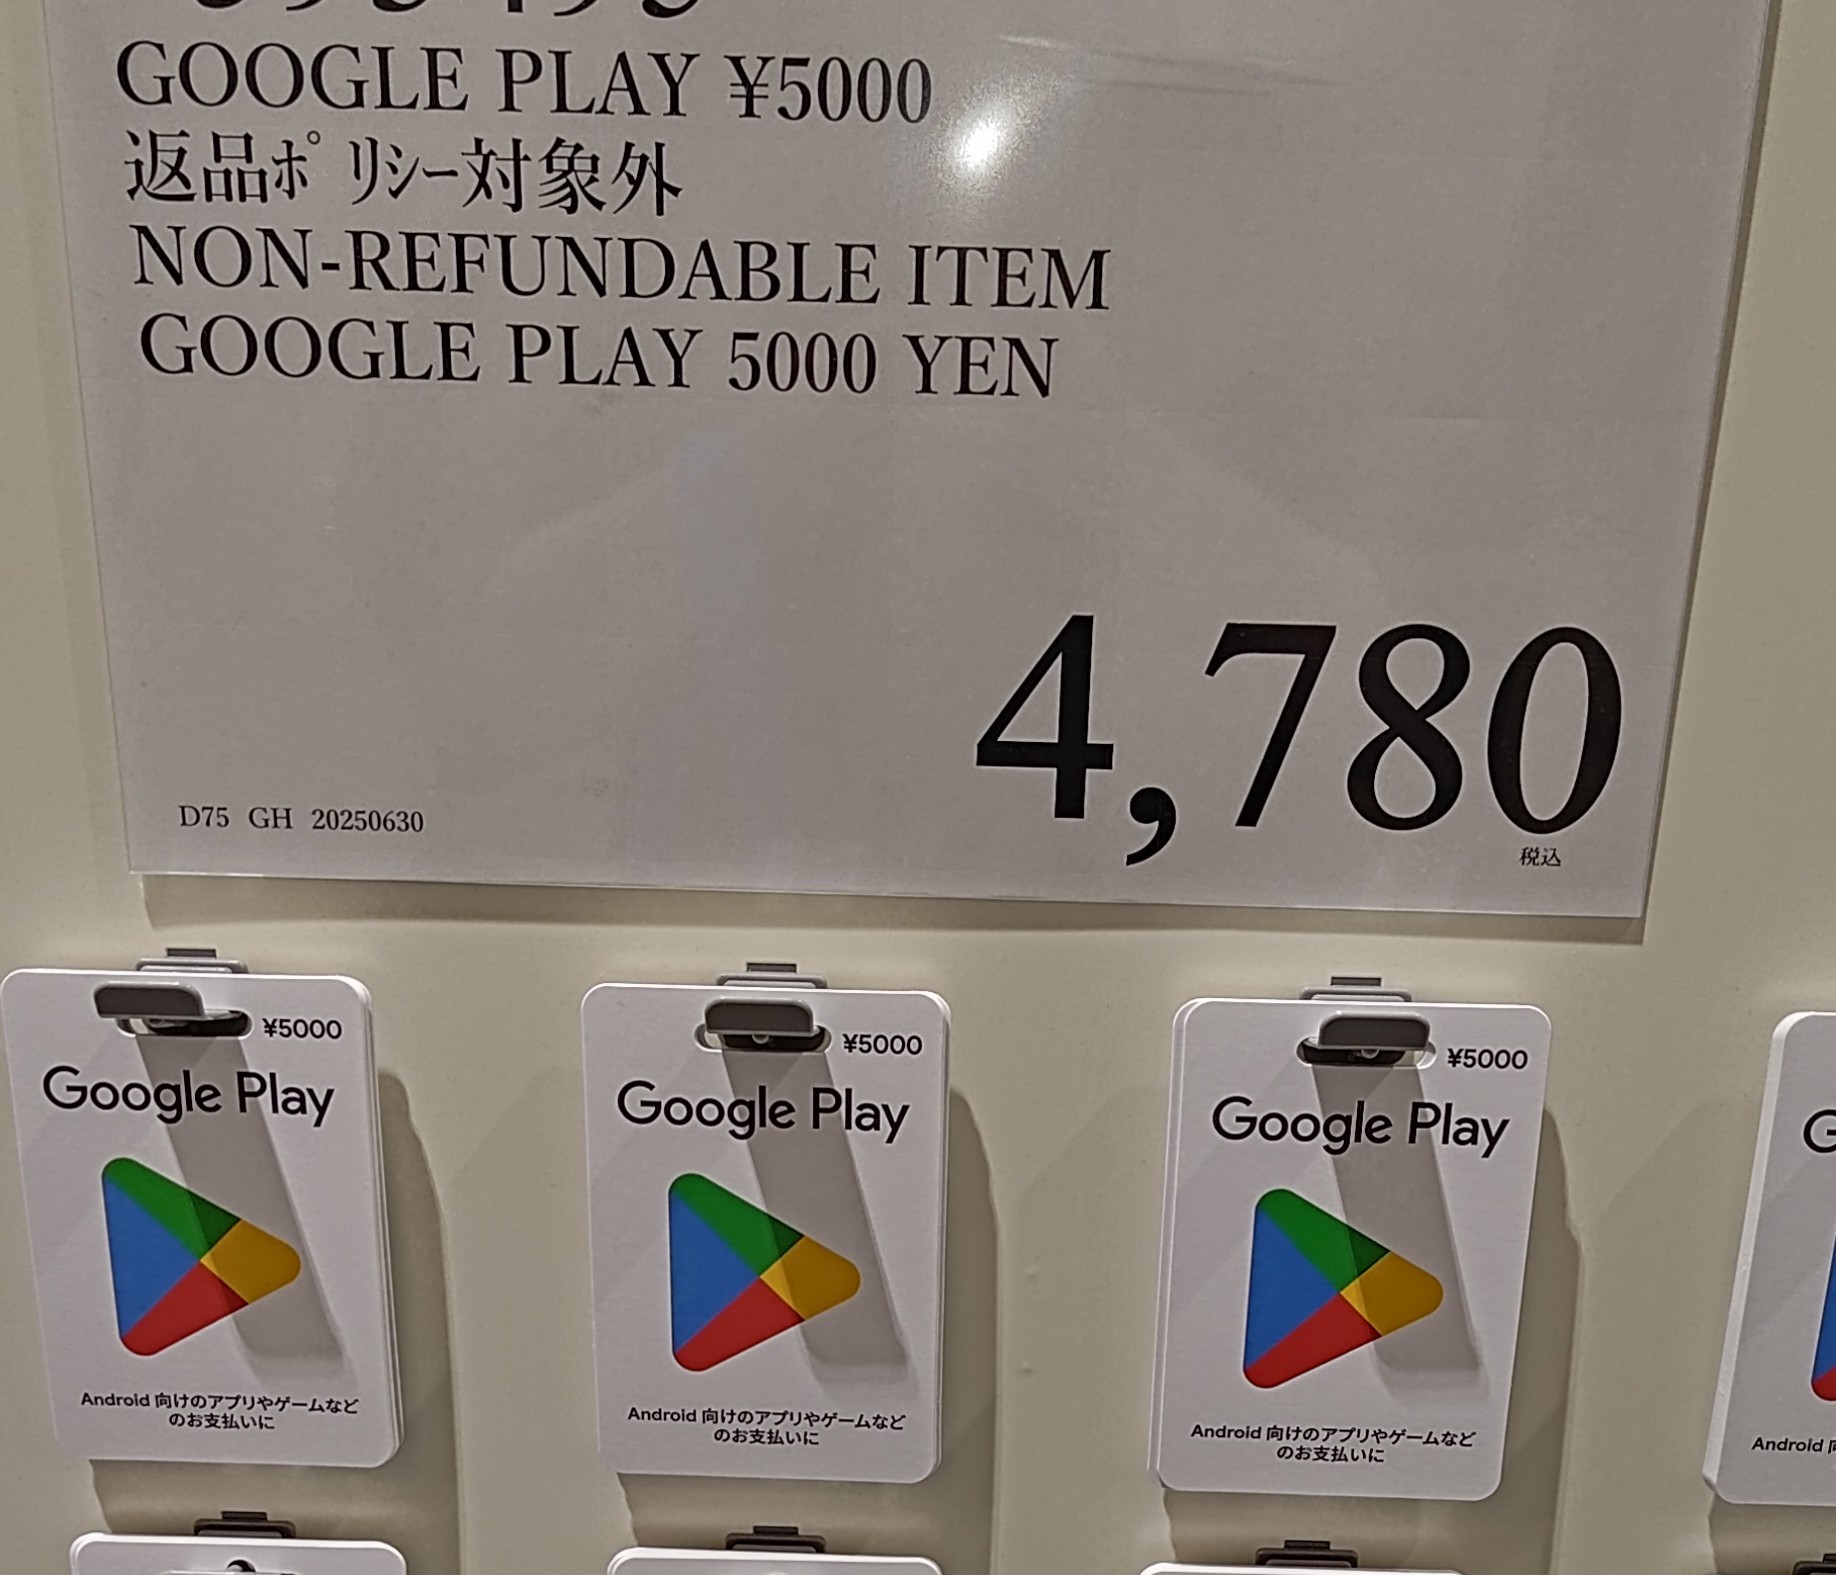 GOOGLE PLAY ¥5000
返品ﾎﾟﾘｼｰ対象外
NON-REFUNDABLE ITEM
GOOGLE PLAY 5000 YEN
4,780
税込
D75 GH 20250630
¥5000
Google Play
Android 向けのアプリやゲームなど
のお支払いに
¥5000
Google Play
Android 向けのアプリやゲームなど
のお支払いに
¥5000
Google Play
Android 向けのアプリやゲームなど
のお支払いに
G
Android